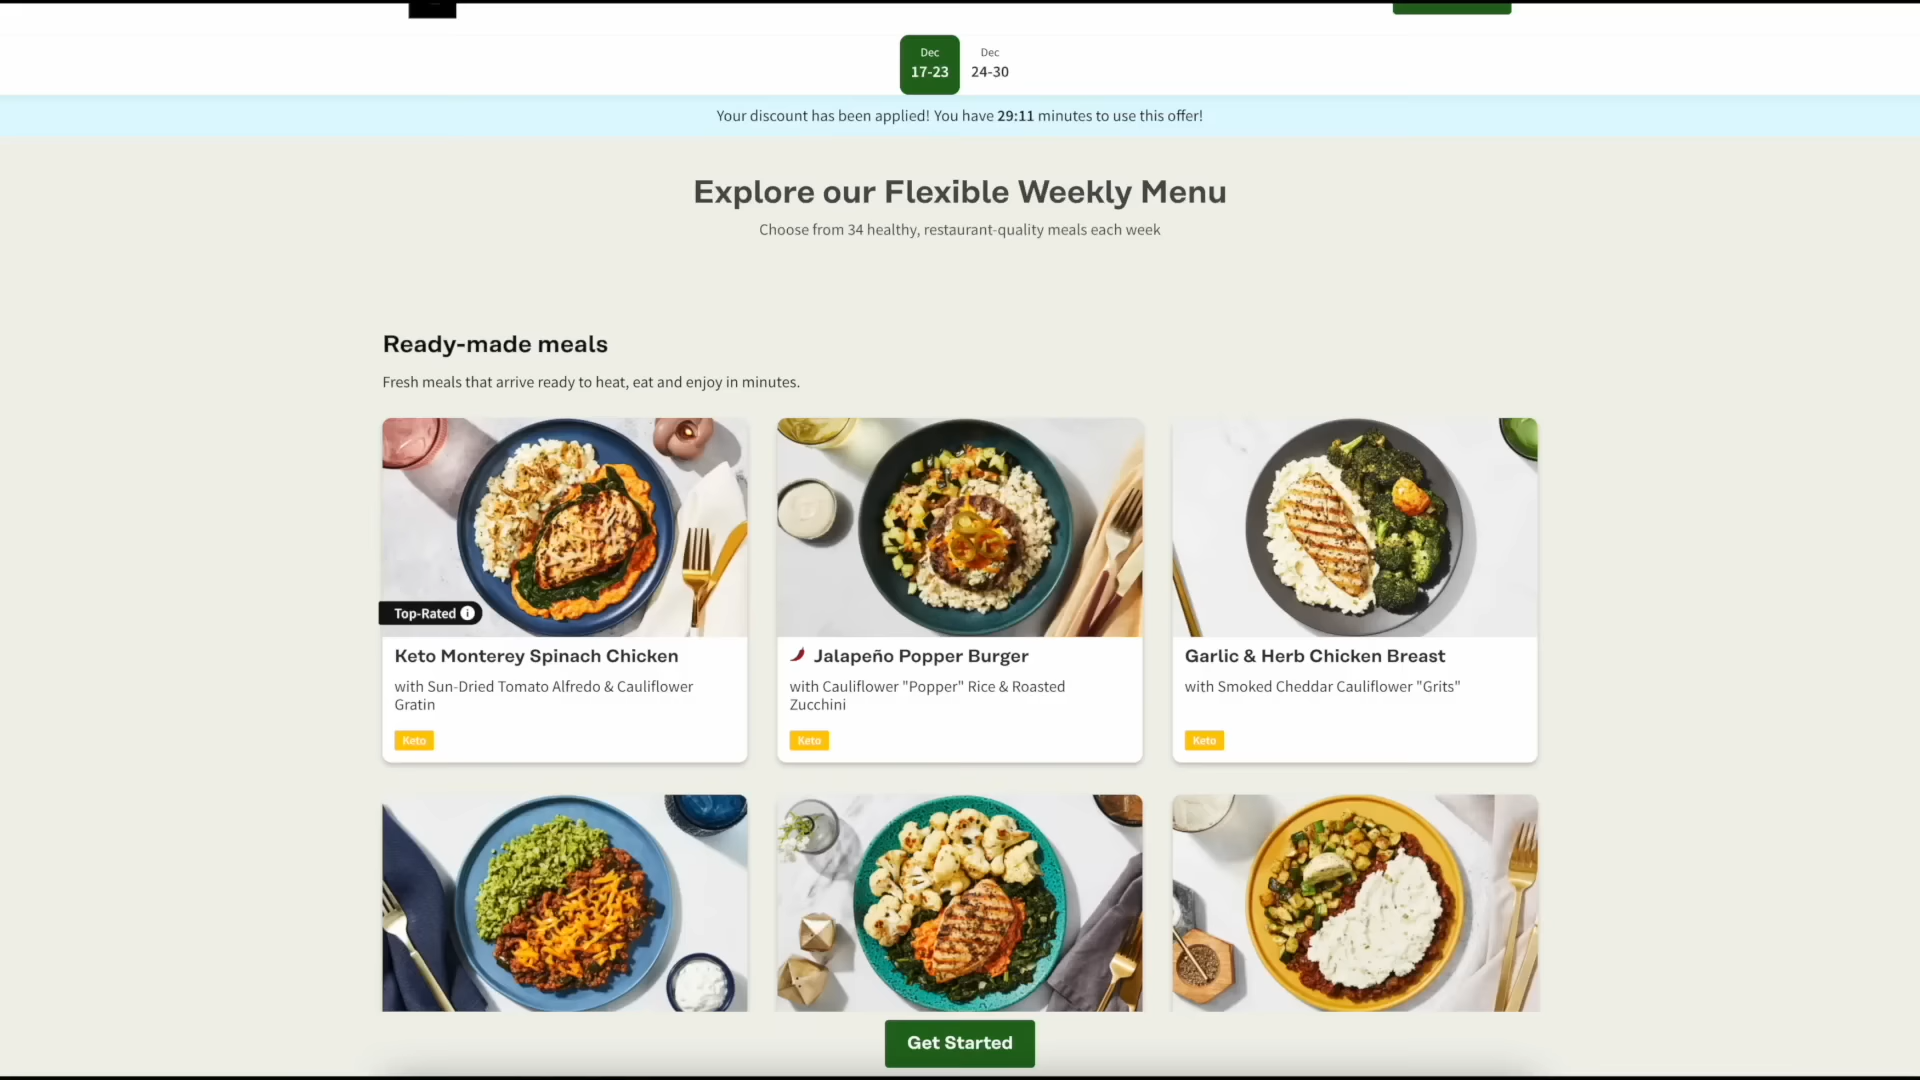 Dec
17-23
Dec
24-30
Your discount has been applied! You have 29:11 minutes to use this offer!
Explore our Flexible Weekly Menu
Choose from 34 healthy, restaurant-quality meals each week
Ready-made meals
Fresh meals that arrive ready to heat, eat and enjoy in minutes.
Top-Rated
Keto Monterey Spinach Chicken
with Sun-Dried Tomato Alfredo & Cauliflower
Gratin
Keto
Jalapeño Popper Burger
with Cauliflower "Popper" Rice & Roasted
Zucchini
Keto
Garlic & Herb Chicken Breast
with Smoked Cheddar Cauliflower "Grits"
Keto
Get Started